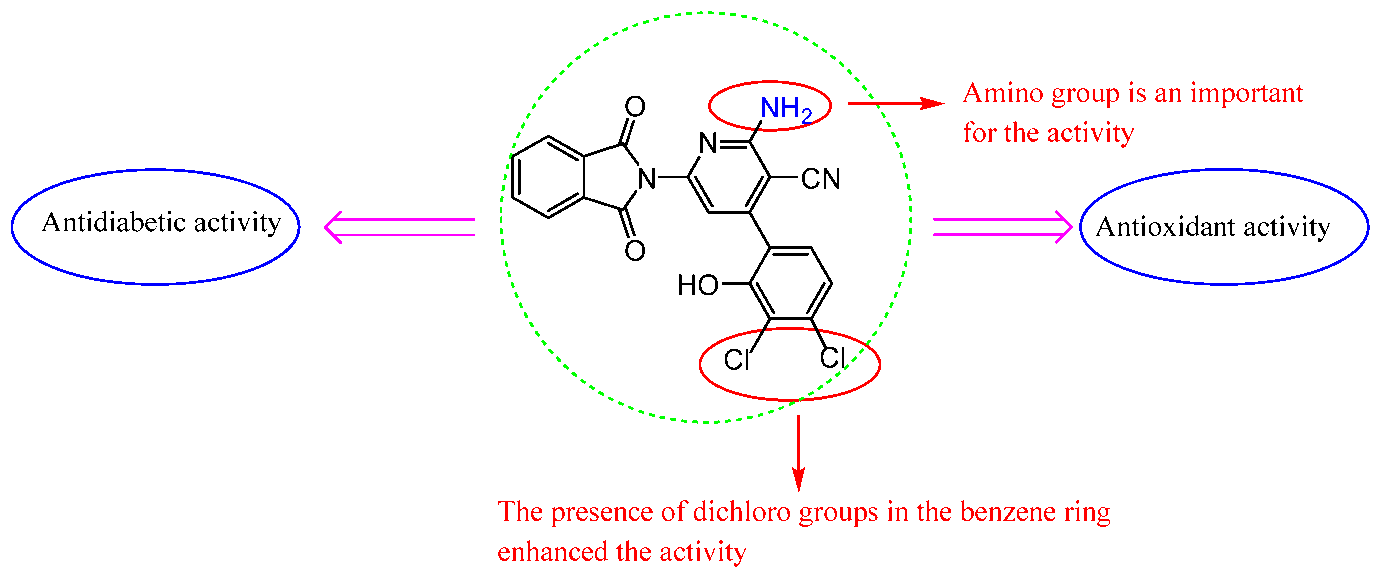 O
NH2
Amino group is an important
for the activity
N
N
CN
Antidiabetic activity
Antioxidant activity
O
HO
Cl
Cl
The presence of dichloro groups in the benzene ring
enhanced the activity